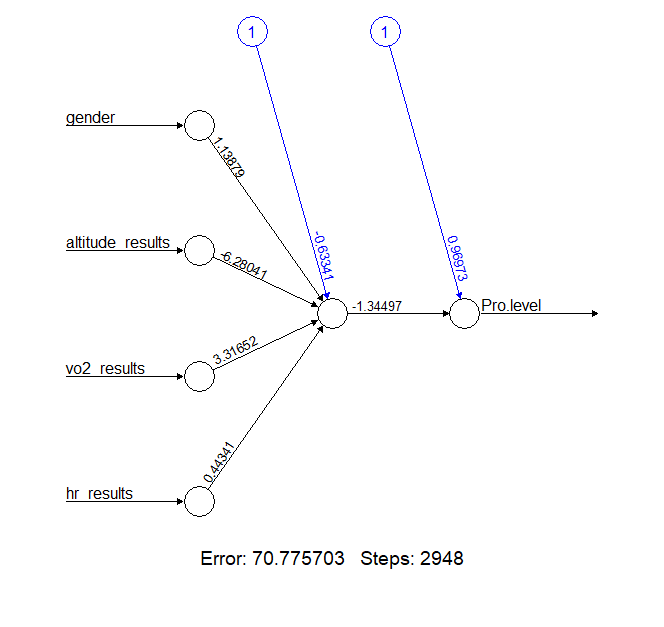 1 1
gender
1.13879
altitude_results
-6.28041
-0.63341
0.96973
-1.34497
Pro.level
vo2_results
3.31652
0.44341
hr_results
Error: 70.775703 Steps: 2948